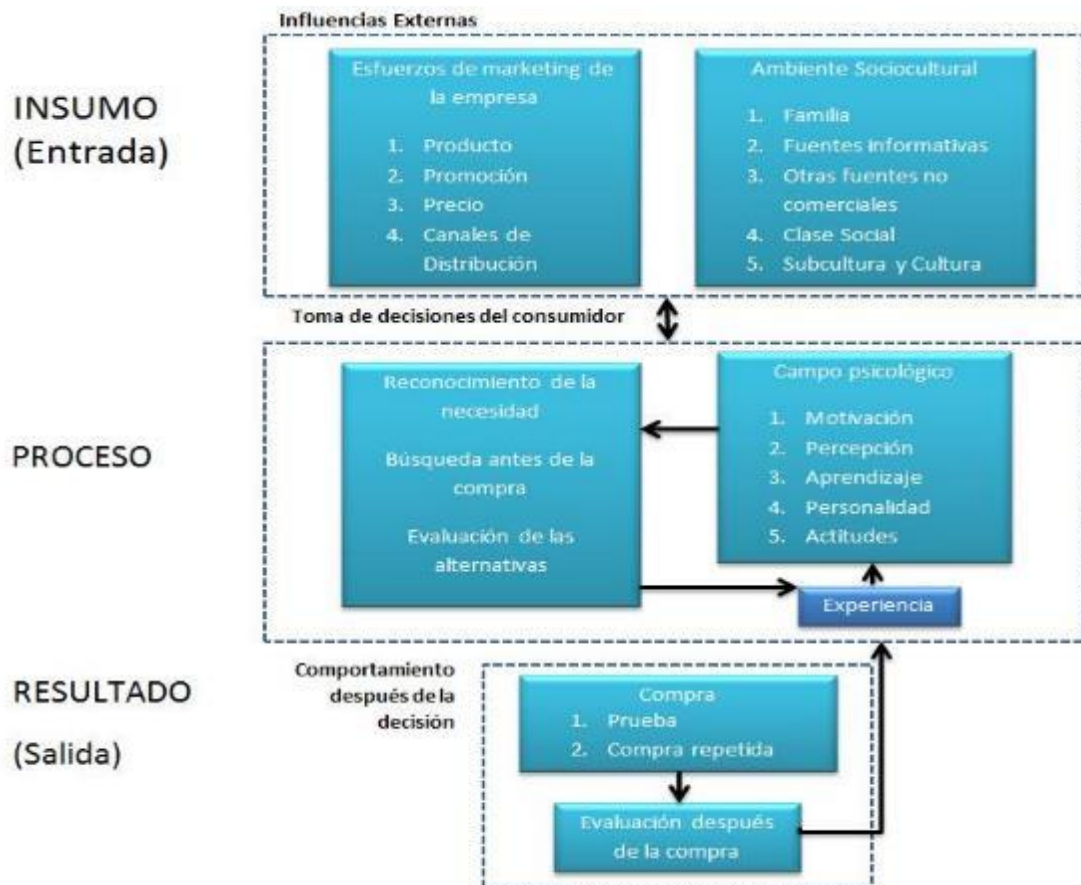 Influencias Externas
INSUMO
(Entrada)
Esfuerzos de marketing de
la empresa
1. Producto
2. Promoción
3. Precio
4. Canales de
Distribución
Ambiente Sociocultural
1. Familia
2. Fuentes informativas
3. Otras fuentes no
comerciales
4. Clase Social
5. Subcultura y Cultura
Toma de decisiones del consumidor
PROCESO
Reconocimiento de la
necesidad
Búsqueda antes de la
compra
Evaluación de las
alternativas
Campo psicológico
1. Motivación
2. Percepción
3. Aprendizaje
4. Personalidad
5. Actitudes
Experiencia
RESULTADO
(Salida)
Comportamiento
después de la
decisión
Compra
1. Prueba
2. Compra repetida
Evaluación después
de la compra